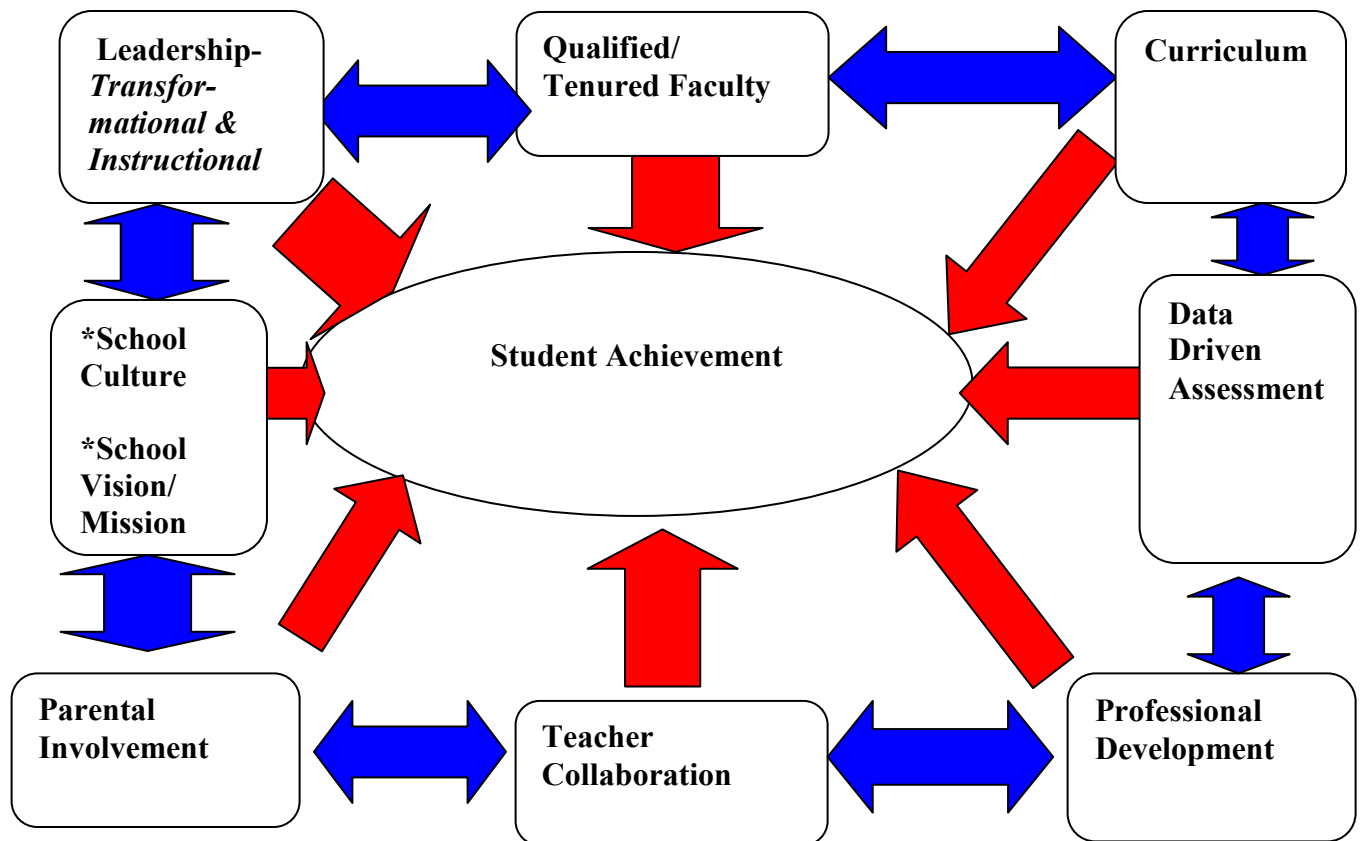 Leadership-
Transfor-
mational &
Instructional
Qualified/
Tenured Faculty
Curriculum
*School
Culture
*School
Vision/
Mission
Student Achievement
Data
Driven
Assessment
Parental
Involvement
Teacher
Collaboration
Professional
Development